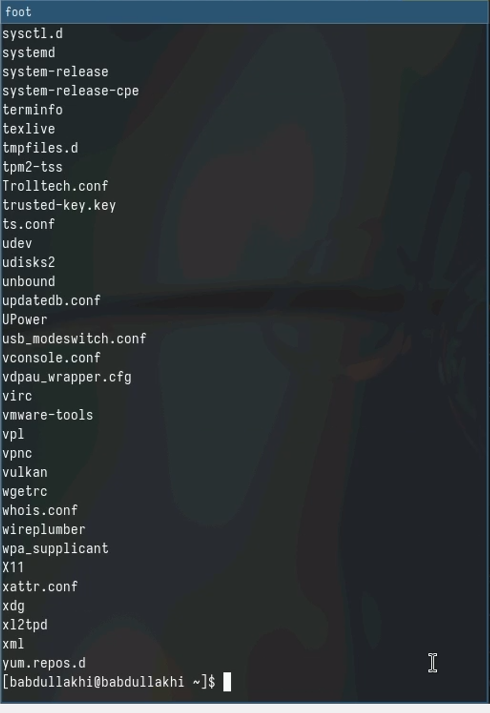 foot
sysctl.d
systemd
system-release
system-release-cpe
terminfo
texlive
tmpfiles.d
tpm2-tss
Trolltech.conf
trusted-key.key
ts.conf
udev
udisks2
unbound
updatedb.conf
UPower
usb_modeswitch.conf
vconsole.conf
vdpau_wrapper.cfg
virc
vmware-tools
vpl
vpnc
vulkan
wgetrc
whois.conf
wireplumber
wpa_supplicant
X11
xattr.conf
xdg
xl2tpd
xml
yum.repos.d
[babdullakhi@babdullakhi ~]$